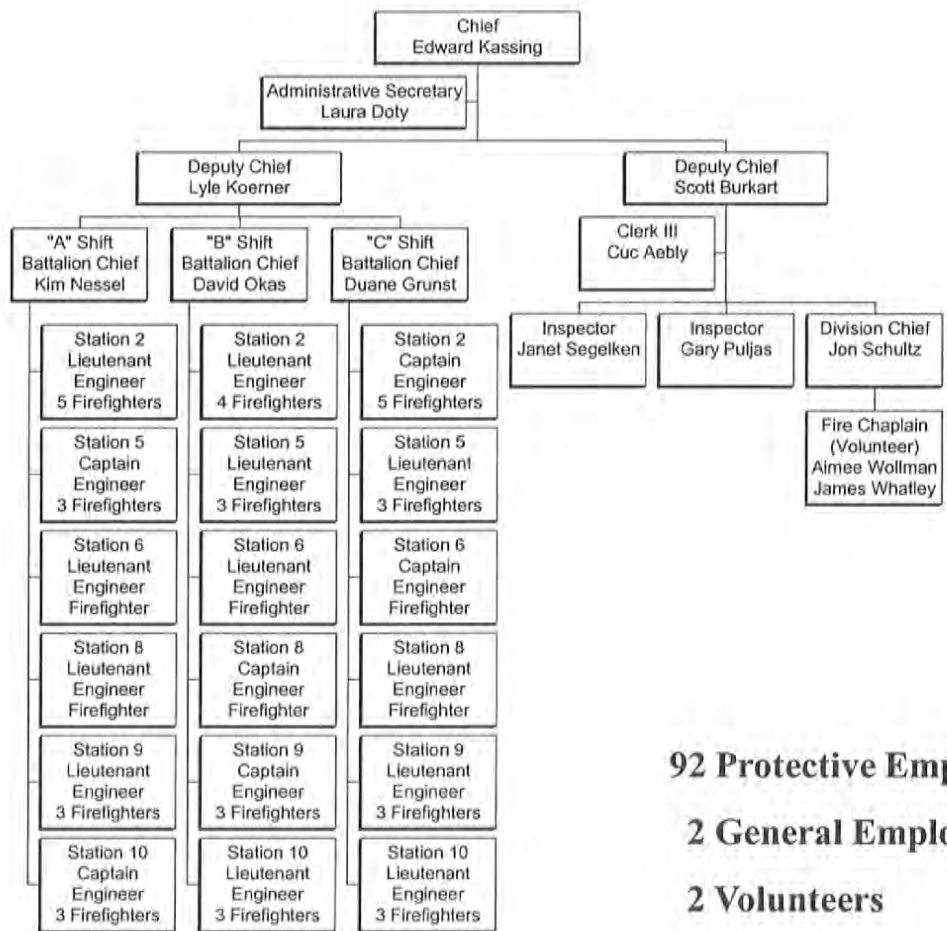 Chief
Edward Kassing
Administrative Secretary
Laura Doty
Deputy Chief
Lyle Koerner
Deputy Chief
Scott Burkart
Clerk III
Cuc Aebly
"A" Shift
Battalion Chief
Kim Nessel
"B" Shift
Battalion Chief
David Okas
"C" Shift
Battalion Chief
Duane Grunst
Inspector
Janet Segelken
Inspector
Gary Puljas
Division Chief
Jon Schultz
Fire Chaplain
(Volunteer)
Aimee Wollman
James Whatley
Station 2
Lieutenant
Engineer
5 Firefighters
Station 2
Lieutenant
Engineer
4 Firefighters
Station 2
Captain
Engineer
5 Firefighters
Station 5
Captain
Engineer
3 Firefighters
Station 5
Lieutenant
Engineer
3 Firefighters
Station 5
Lieutenant
Engineer
3 Firefighters
Station 6
Lieutenant
Engineer
Firefighter
Station 6
Lieutenant
Engineer
Firefighter
Station 6
Captain
Engineer
Firefighter
Station 8
Lieutenant
Engineer
Firefighter
Station 8
Captain
Engineer
Firefighter
Station 8
Lieutenant
Engineer
Firefighter
Station 9
Lieutenant
Engineer
3 Firefighters
Station 9
Captain
Engineer
3 Firefighters
Station 9
Lieutenant
Engineer
3 Firefighters
Station 10
Captain
Engineer
3 Firefighters
Station 10
Lieutenant
Engineer
3 Firefighters
Station 10
Lieutenant
Engineer
3 Firefighters
92 Protective
2 General
2 Volunteers